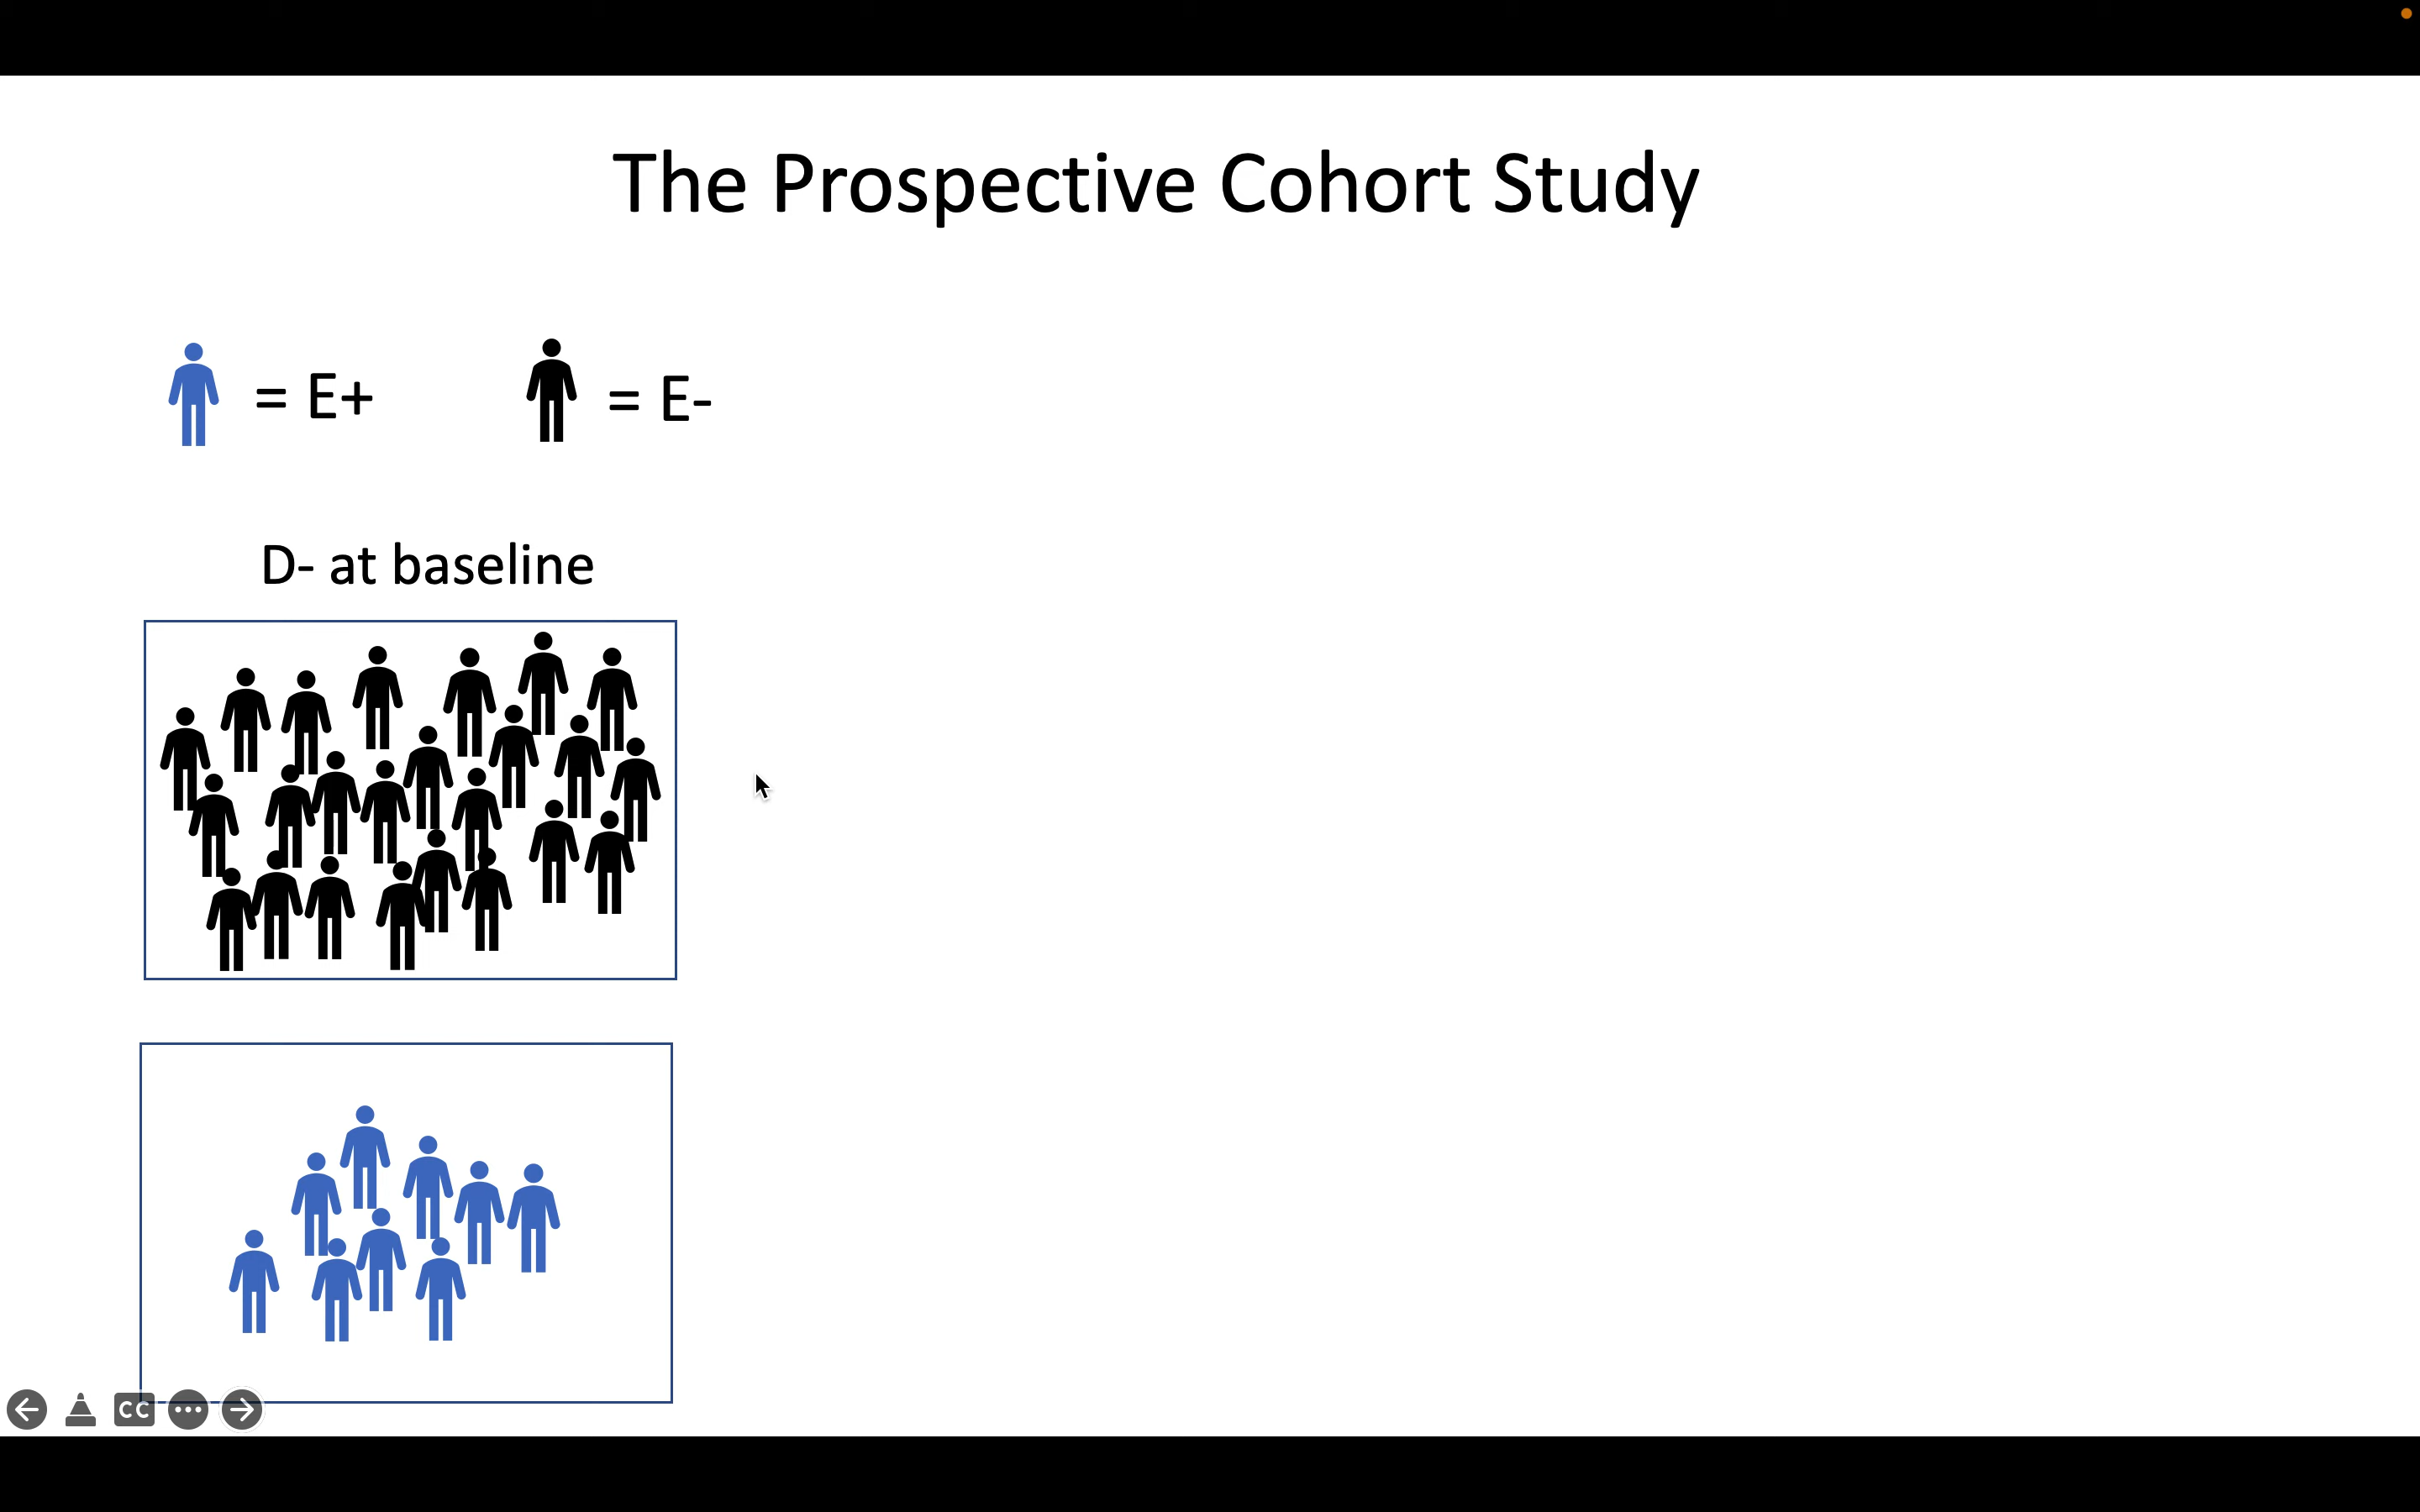 The Prospective Cohort Study
= E+
= E-
D- at baseline
CC